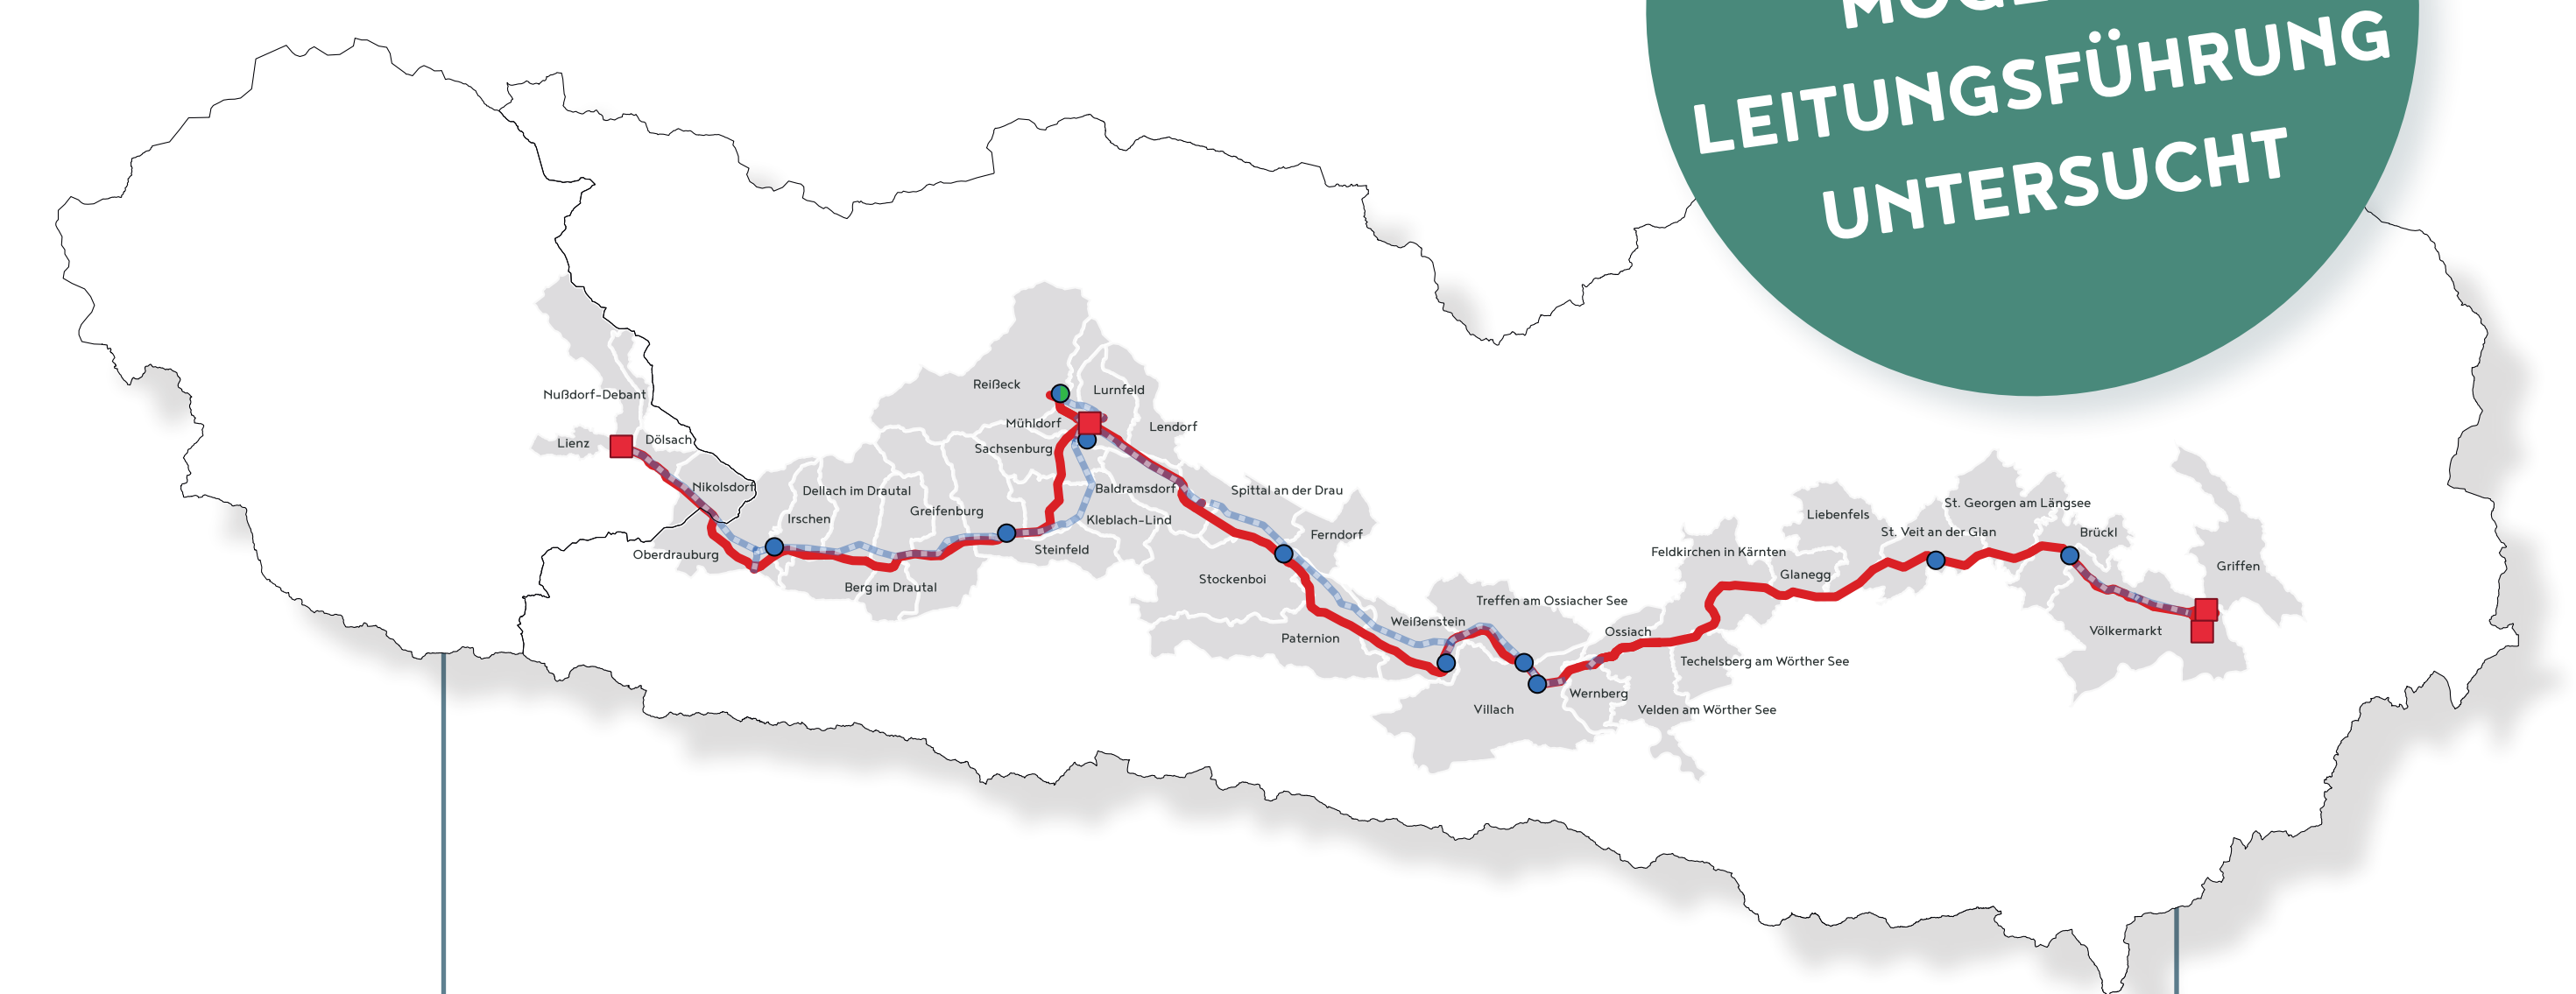 LEITUNGSFÜHRUNG
UNTERSUCHT
Nußdorf-Debant
Lienz
Dölsach
Nikolsdorf
Oberdrauburg
Irschen
Dellach im Drautal
Berg im Drautal
Greifenburg
Steinfeld
Kleblach-Lind
Reißeck
Mühldorf
Sachsenburg
Lurnfeld
Lendorf
Baldramsdorf
Spittal an der Drau
Ferndorf
Stockenboi
Paternion
Weißenstein
Treffen am Ossiacher See
Villach
Wernberg
Ossiach
Velden am Wörther See
Techelsberg am Wörther See
Feldkirchen in Kärnten
Glanegg
Liebenfels
St. Veit an der Glan
St. Georgen am Längsee
Brückl
Völkermarkt
Griffen